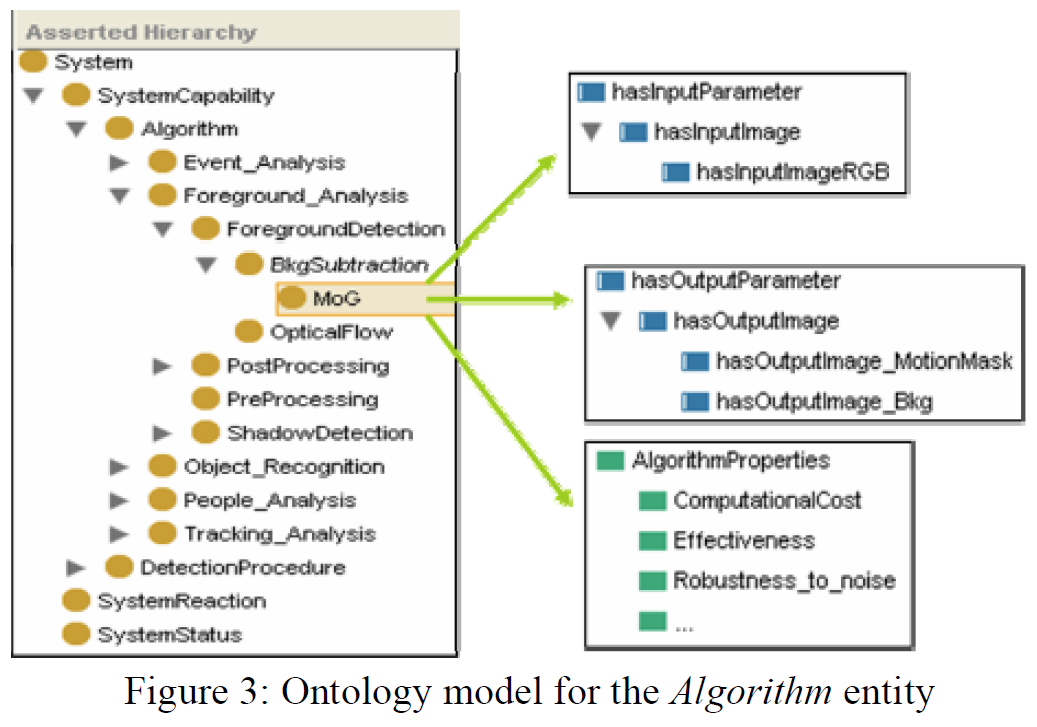 Asserted Hierarchy
System
SystemCapability
Algorithm
Event_Analysis
Foreground_Analysis
ForegroundDetection
BkgSubtraction
MoG
OpticalFlow
PostProcessing
PreProcessing
ShadowDetection
Object_Recognition
People_Analysis
Tracking_Analysis
DetectionProcedure
SystemReaction
SystemStatus
hasInputParameter
hasInputImage
hasInputImageRGB
hasOutputParameter
hasOutputImage
hasOutputImage_MotionMask
hasOutputImage_Bkg
AlgorithmProperties
ComputationalCost
Effectiveness
Robustness_to_noise
...
Figure 3: Ontology model for the Algorithm entity